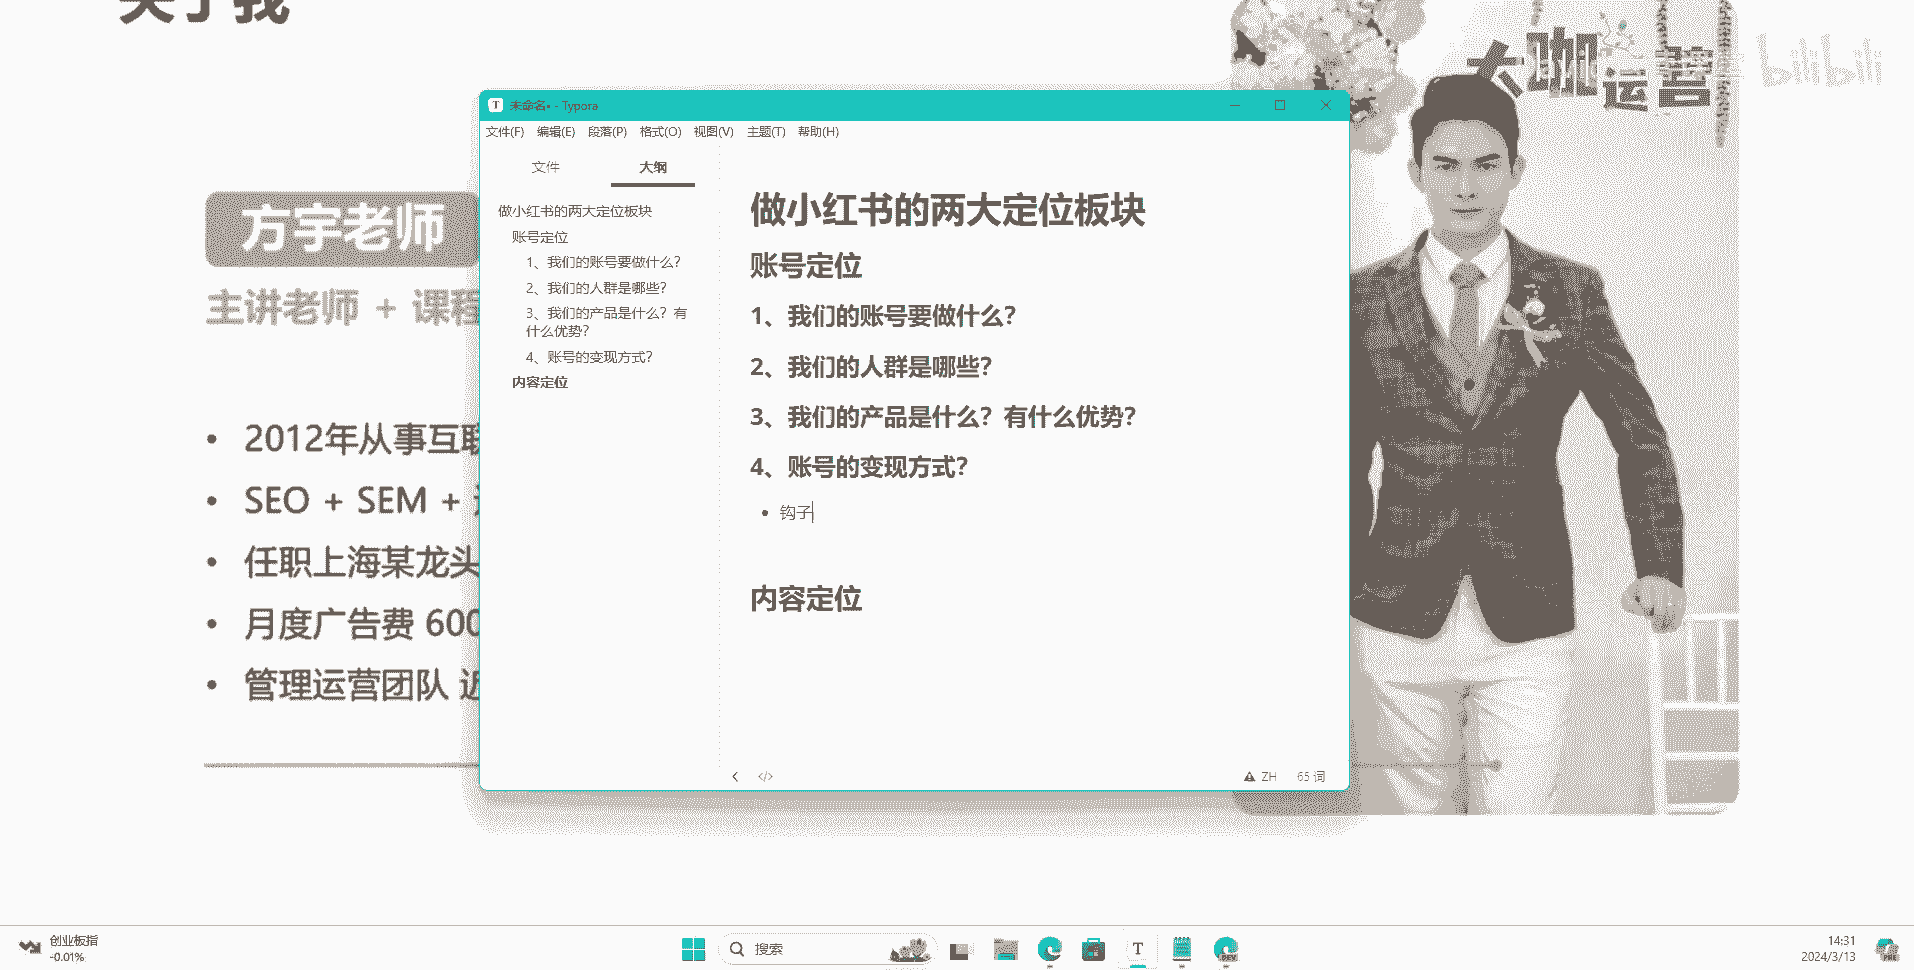 关于我
大咖运营
bilibili
方宇老师
主讲老师 + 课程
2012年从事互联
SEO + SEM +
任职上海某龙头
月度广告费 600
管理运营团队 近
未命名• - Typora
文件(F) 编辑(E) 段落(P) 格式(O) 视图(V) 主题(T) 帮助(H)
文件 大纲
做小红书的两大定位板块
账号定位
1、我们的账号要做什么？
2、我们的人群是哪些？
3、我们的产品是什么？有
什么优势？
4、账号的变现方式？
内容定位
做小红书的两大定位板块
账号定位
1、我们的账号要做什么？
2、我们的人群是哪些？
3、我们的产品是什么？有什么优势？
4、账号的变现方式？
钩子
内容定位
ZH 65 词
创业板指
-0.01%
搜索
14:31
2024/3/13